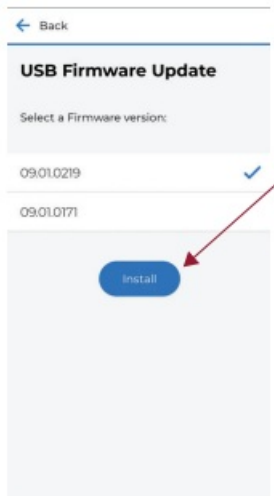 Back
USB Firmware Update
Select a Firmware version:
09.01.0219
09.01.0171
Install